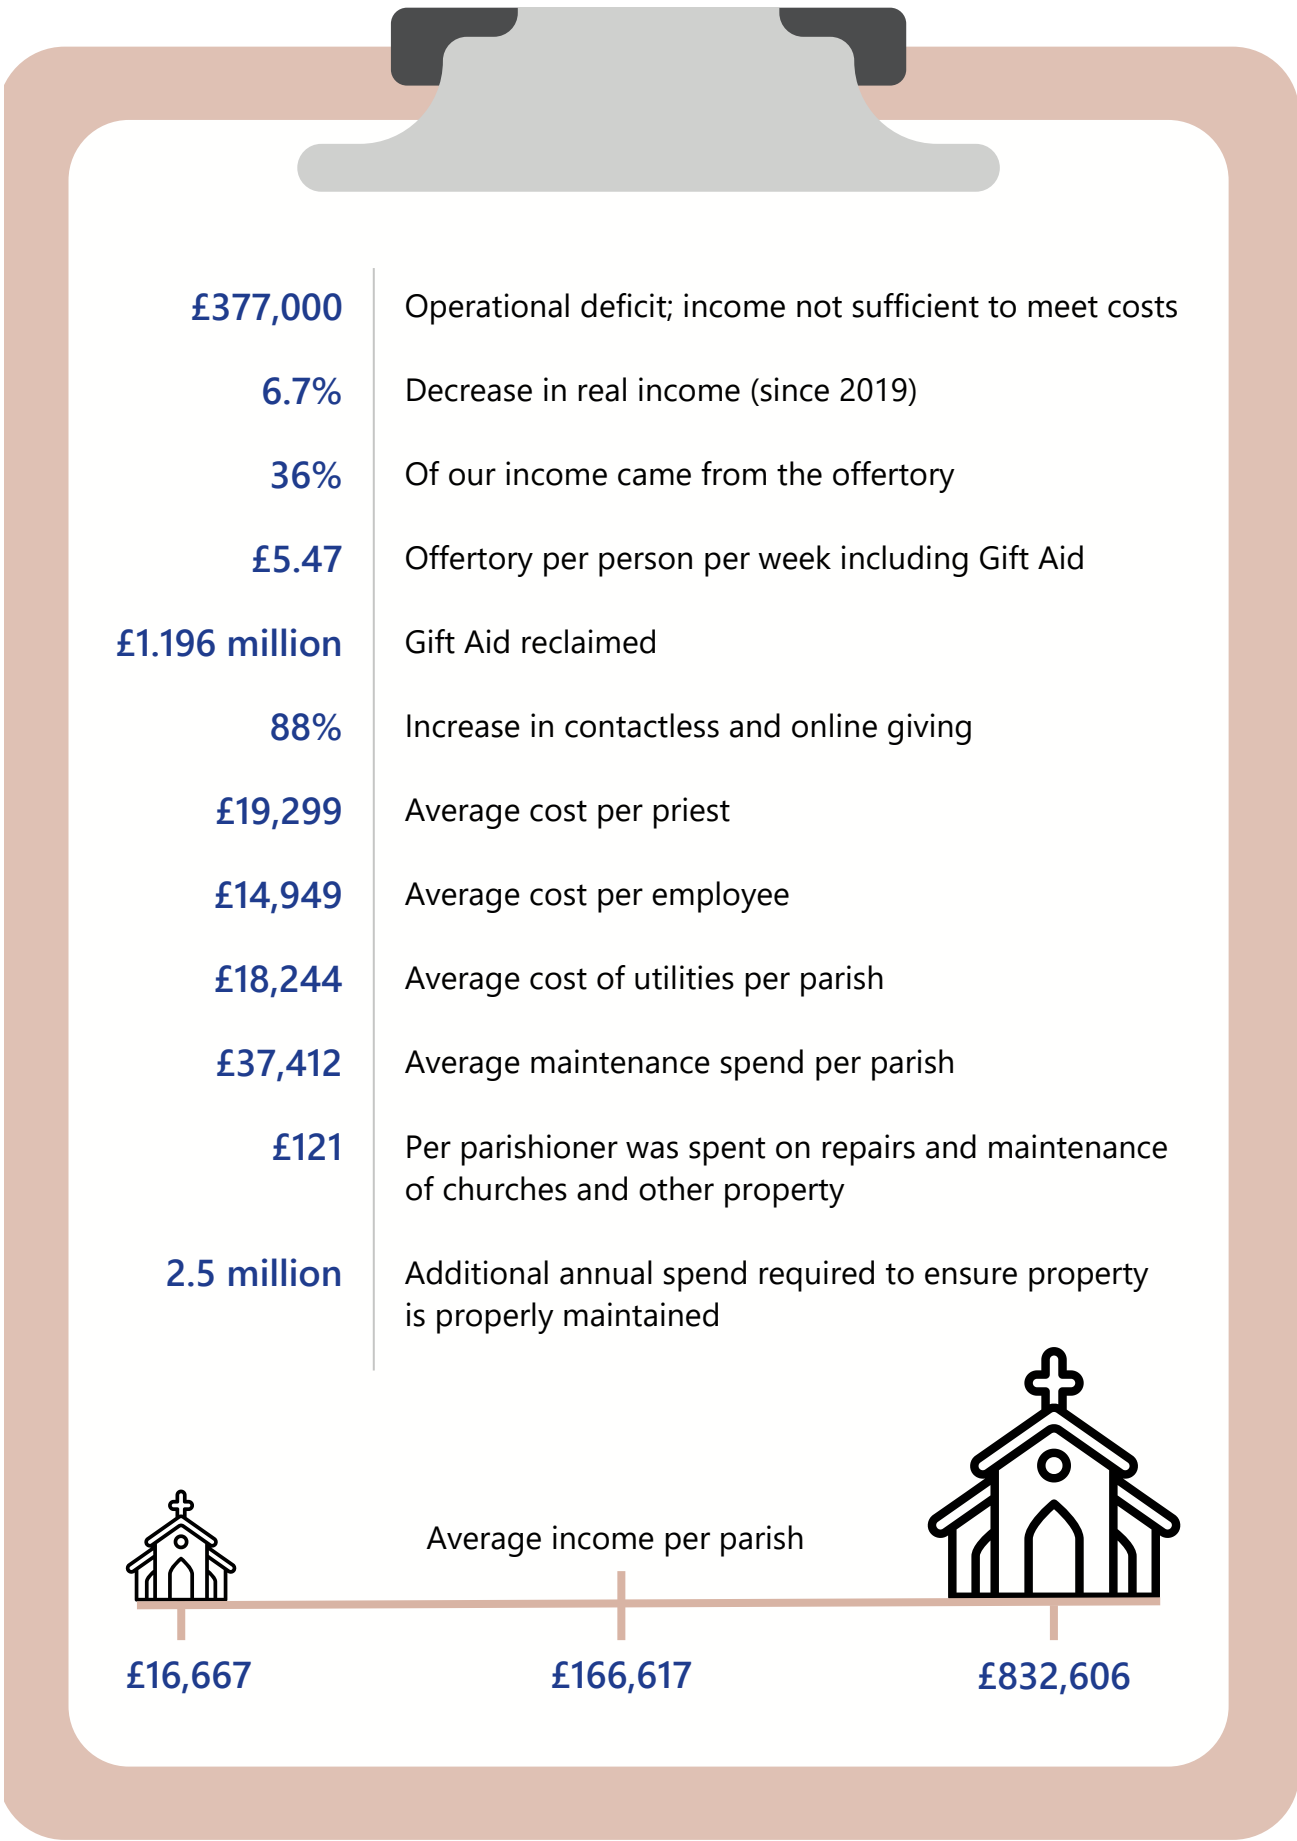 £377,000 Operational deficit; income not sufficient to meet costs
6.7% Decrease in real income (since 2019)
36% Of our income came from the offertory
£5.47 Offertory per person per week including Gift Aid
£1.196 million Gift Aid reclaimed
88% Increase in contactless and online giving
£19,299 Average cost per priest
£14,949 Average cost per employee
£18,244 Average cost of utilities per parish
£37,412 Average maintenance spend per parish
£121 Per parishioner was spent on repairs and maintenance
of churches and other property
2.5 million Additional annual spend required to ensure property
is properly maintained
Average income per parish
£16,667 £166,617 £832,606